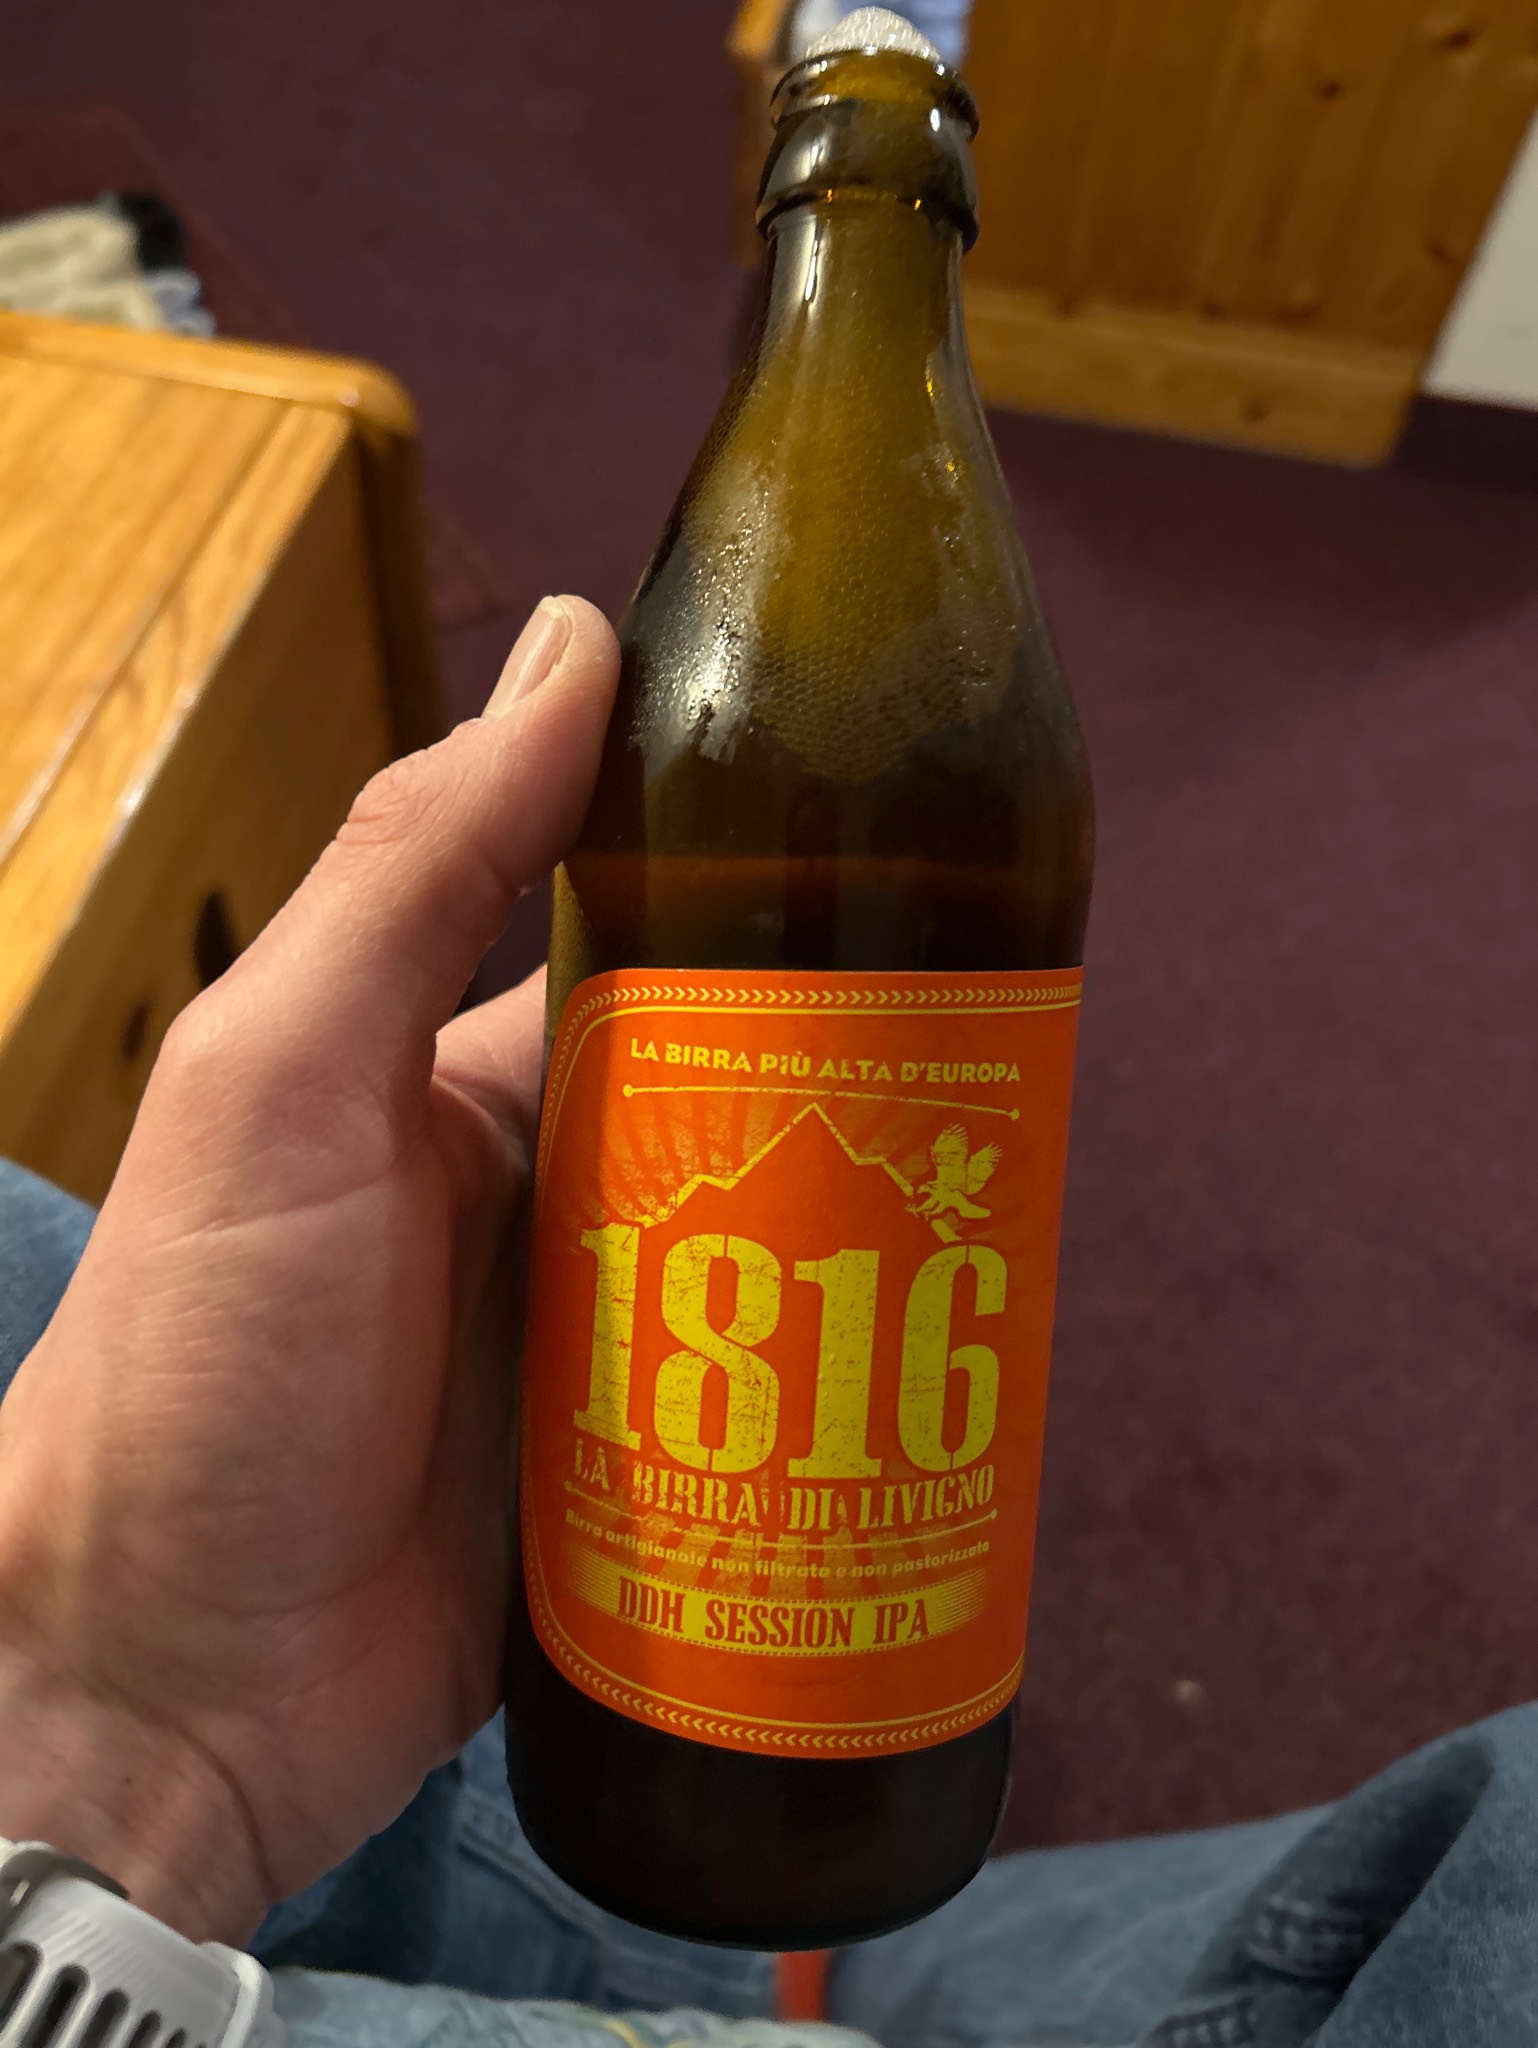 LA BIRRA PIÙ ALTA D'EUROPA
1816
LA BIRRA DI LIVIGNO
Birra artigianale non filtrata e non pastorizzata
DDH SESSION IPA